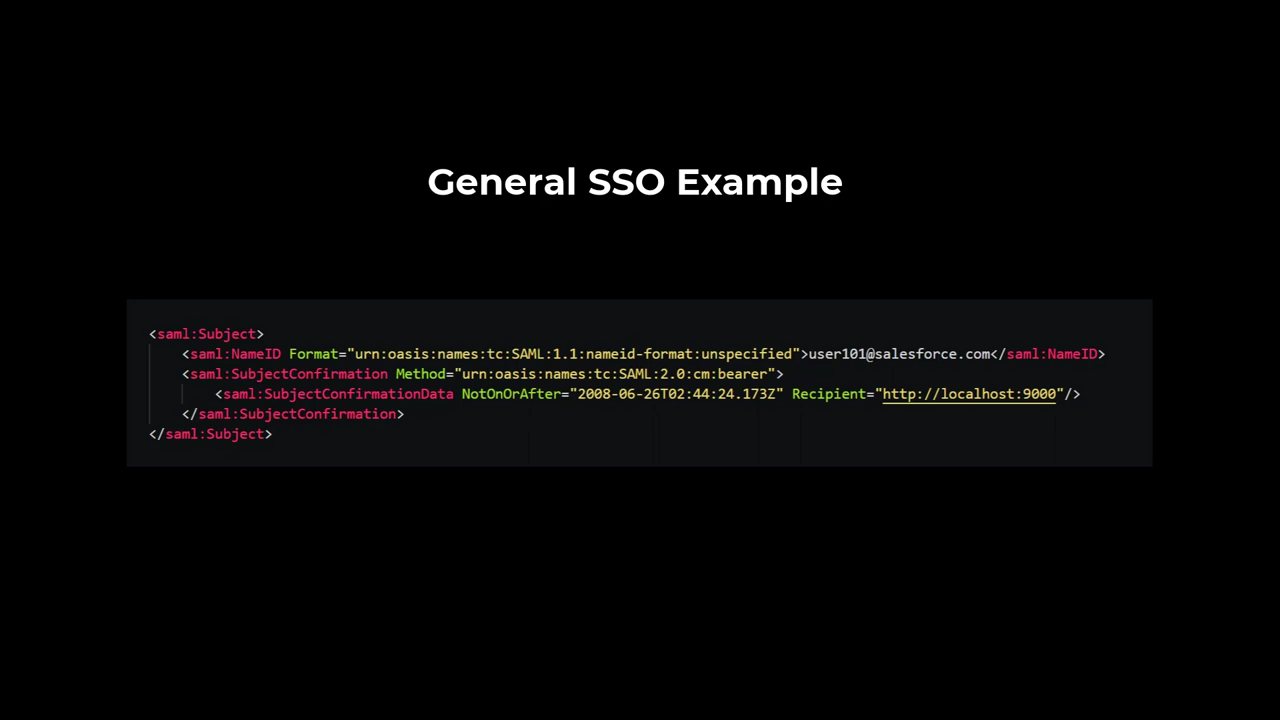 General SSO Example
<saml:Subject>
<saml:NameID Format="urn:oasis:names:tc:SAML:1.1:nameid-format:unspecified">user101@salesforce.com</saml:NameID>
<saml:SubjectConfirmation Method="urn:oasis:names:tc:SAML:2.0:cm:bearer">
<saml:SubjectConfirmationData NotOnOrAfter="2008-06-26T02:44:24.173Z" Recipient="http://localhost:9000"/>
</saml:SubjectConfirmation>
</saml:Subject>